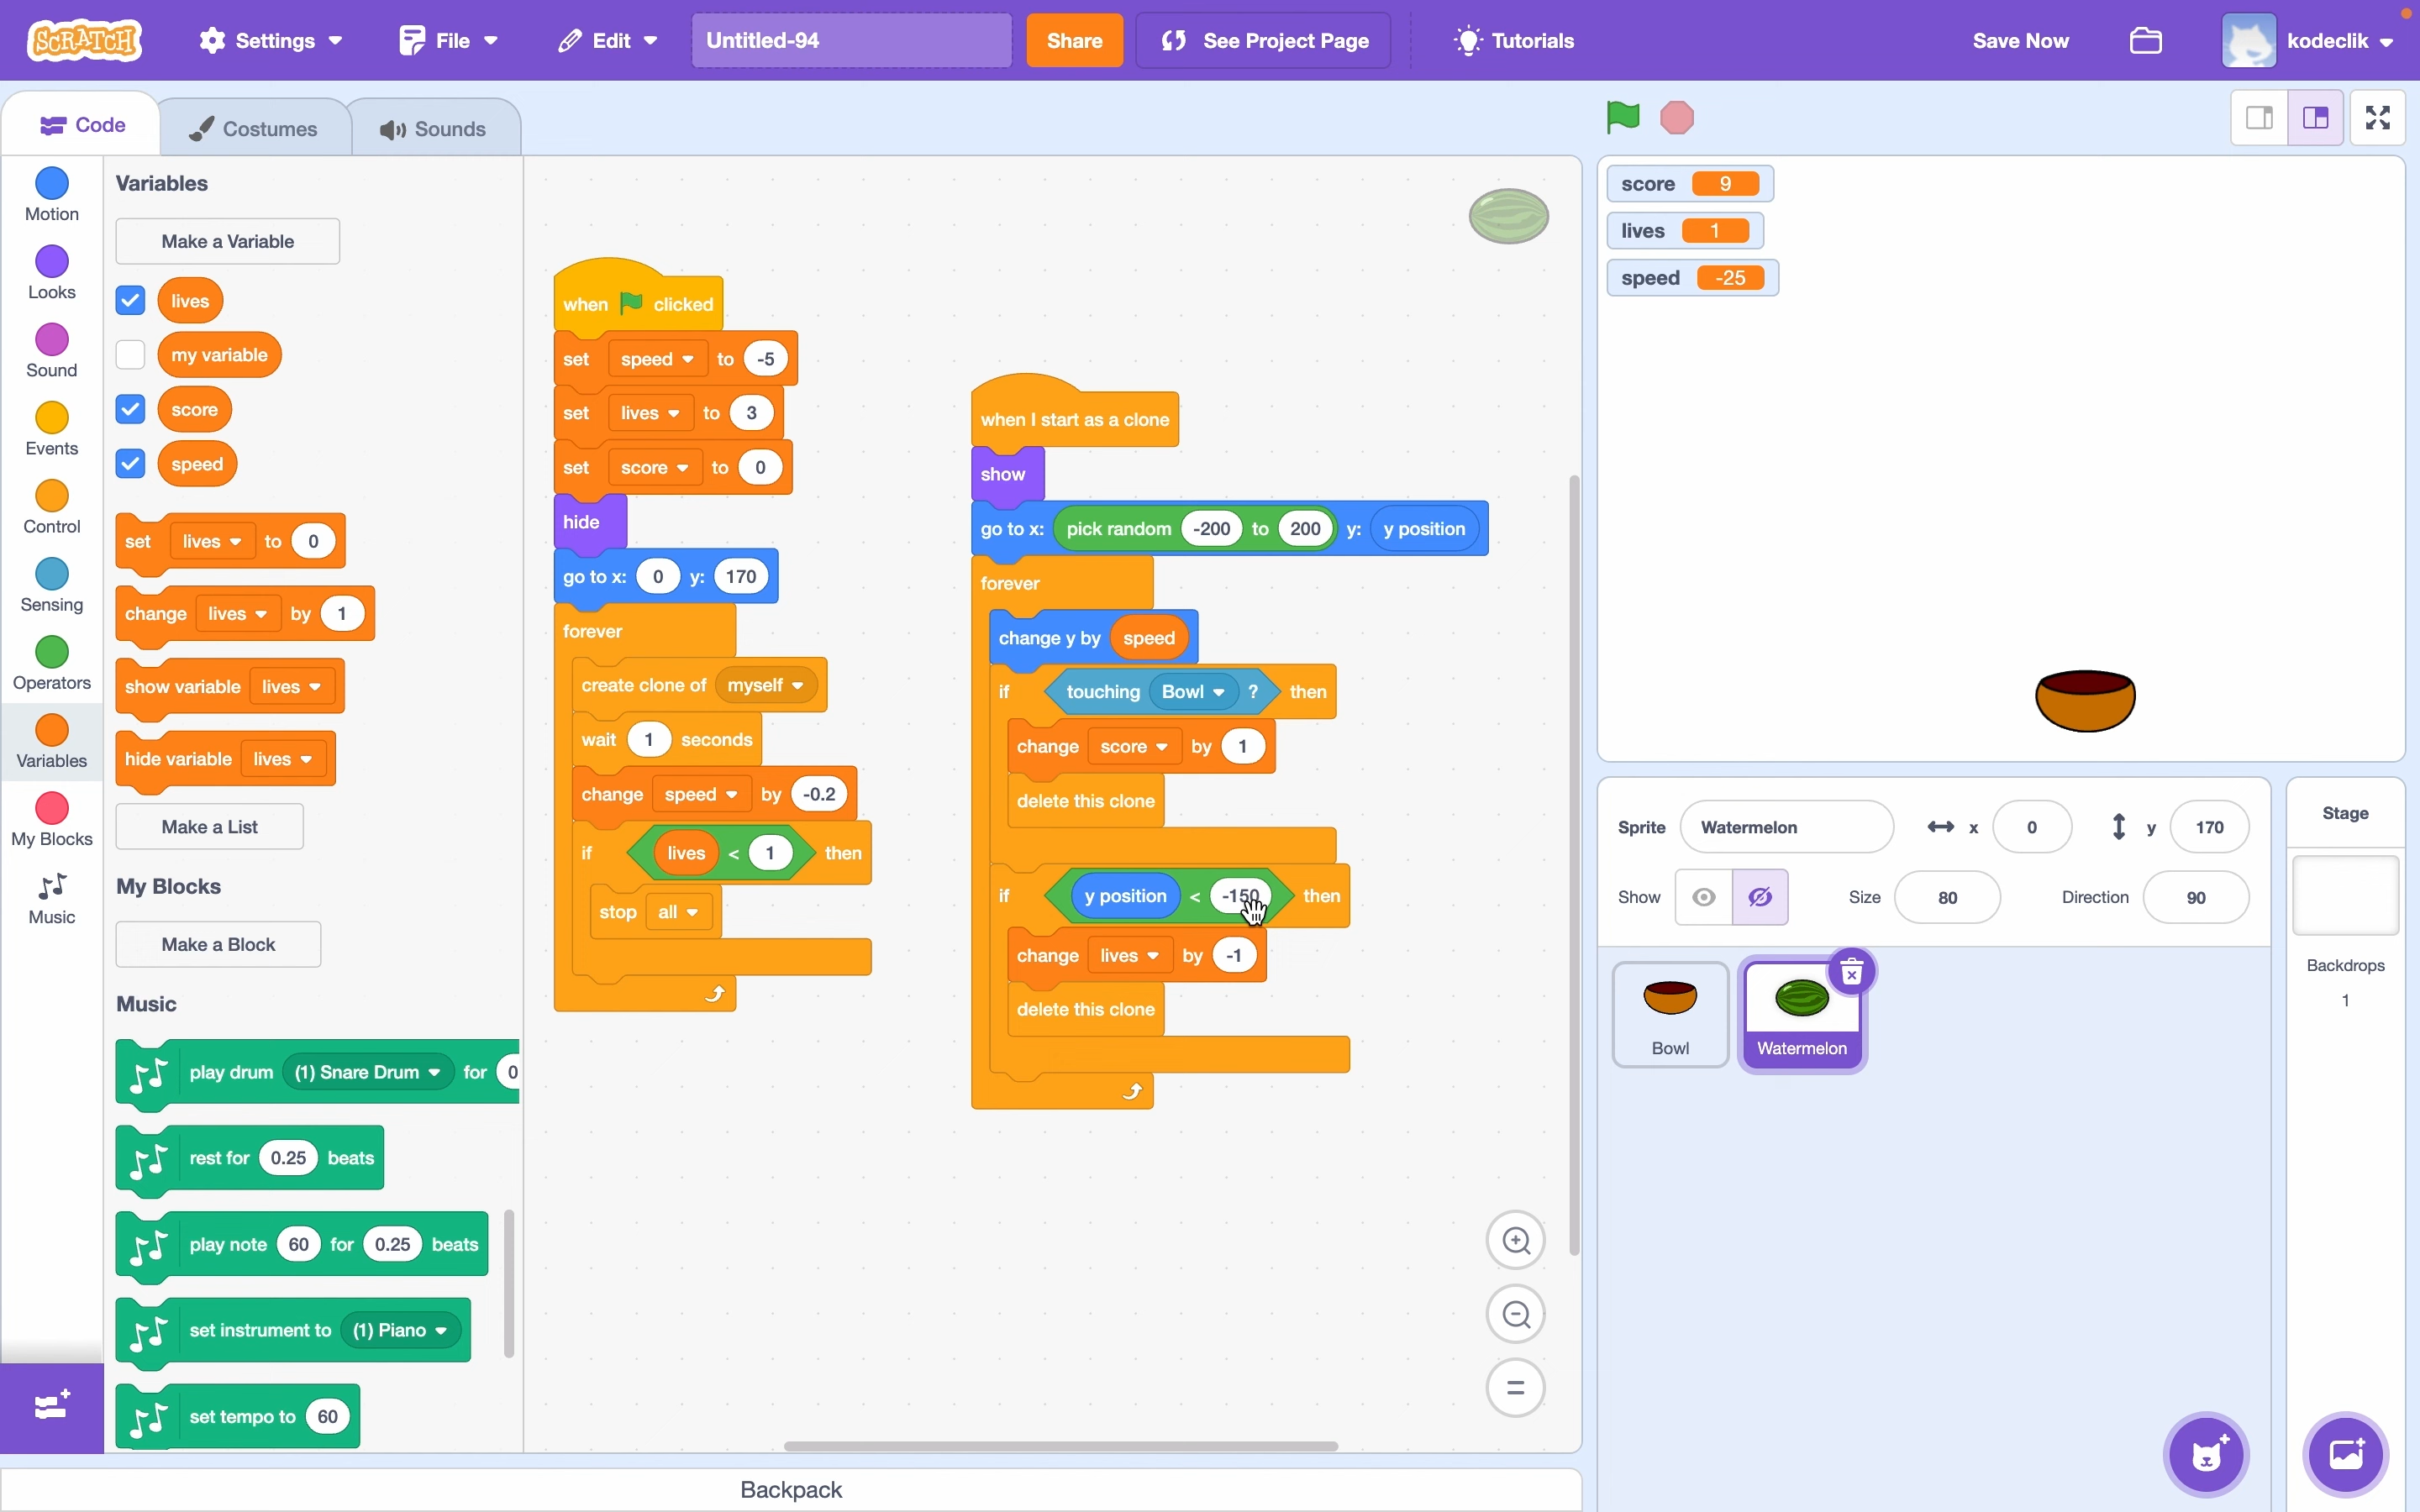 SCRATCH
Settings
File
Edit
Untitled-94
Share
See Project Page
Tutorials
Save Now
kodeclik
Code
Costumes
Sounds
Motion
Looks
Sound
Events
Control
Sensing
Operators
Variables
My Blocks
Music
Variables
Make a Variable
lives
my variable
score
speed
set lives to 0
change lives by 1
show variable lives
hide variable lives
Make a List
My Blocks
Make a Block
Music
play drum (1) Snare Drum for 0
rest for 0.25 beats
play note 60 for 0.25 beats
set instrument to (1) Piano
set tempo to 60
when clicked
set speed to -5
set lives to 3
set score to 0
hide
go to x: 0 y: 170
forever
create clone of myself
wait 1 seconds
change speed by -0.2
if lives < 1 then
stop all
when I start as a clone
show
go to x: pick random -200 to 200 y: y position
forever
change y by speed
if touching Bowl ? then
change score by 1
delete this clone
if y position < -150 then
change lives by -1
delete this clone
Backpack
score 9
lives 1
speed -25
Sprite Watermelon x 0 y 170
Show Size 80 Direction 90
Bowl
Watermelon
Stage
Backdrops
1